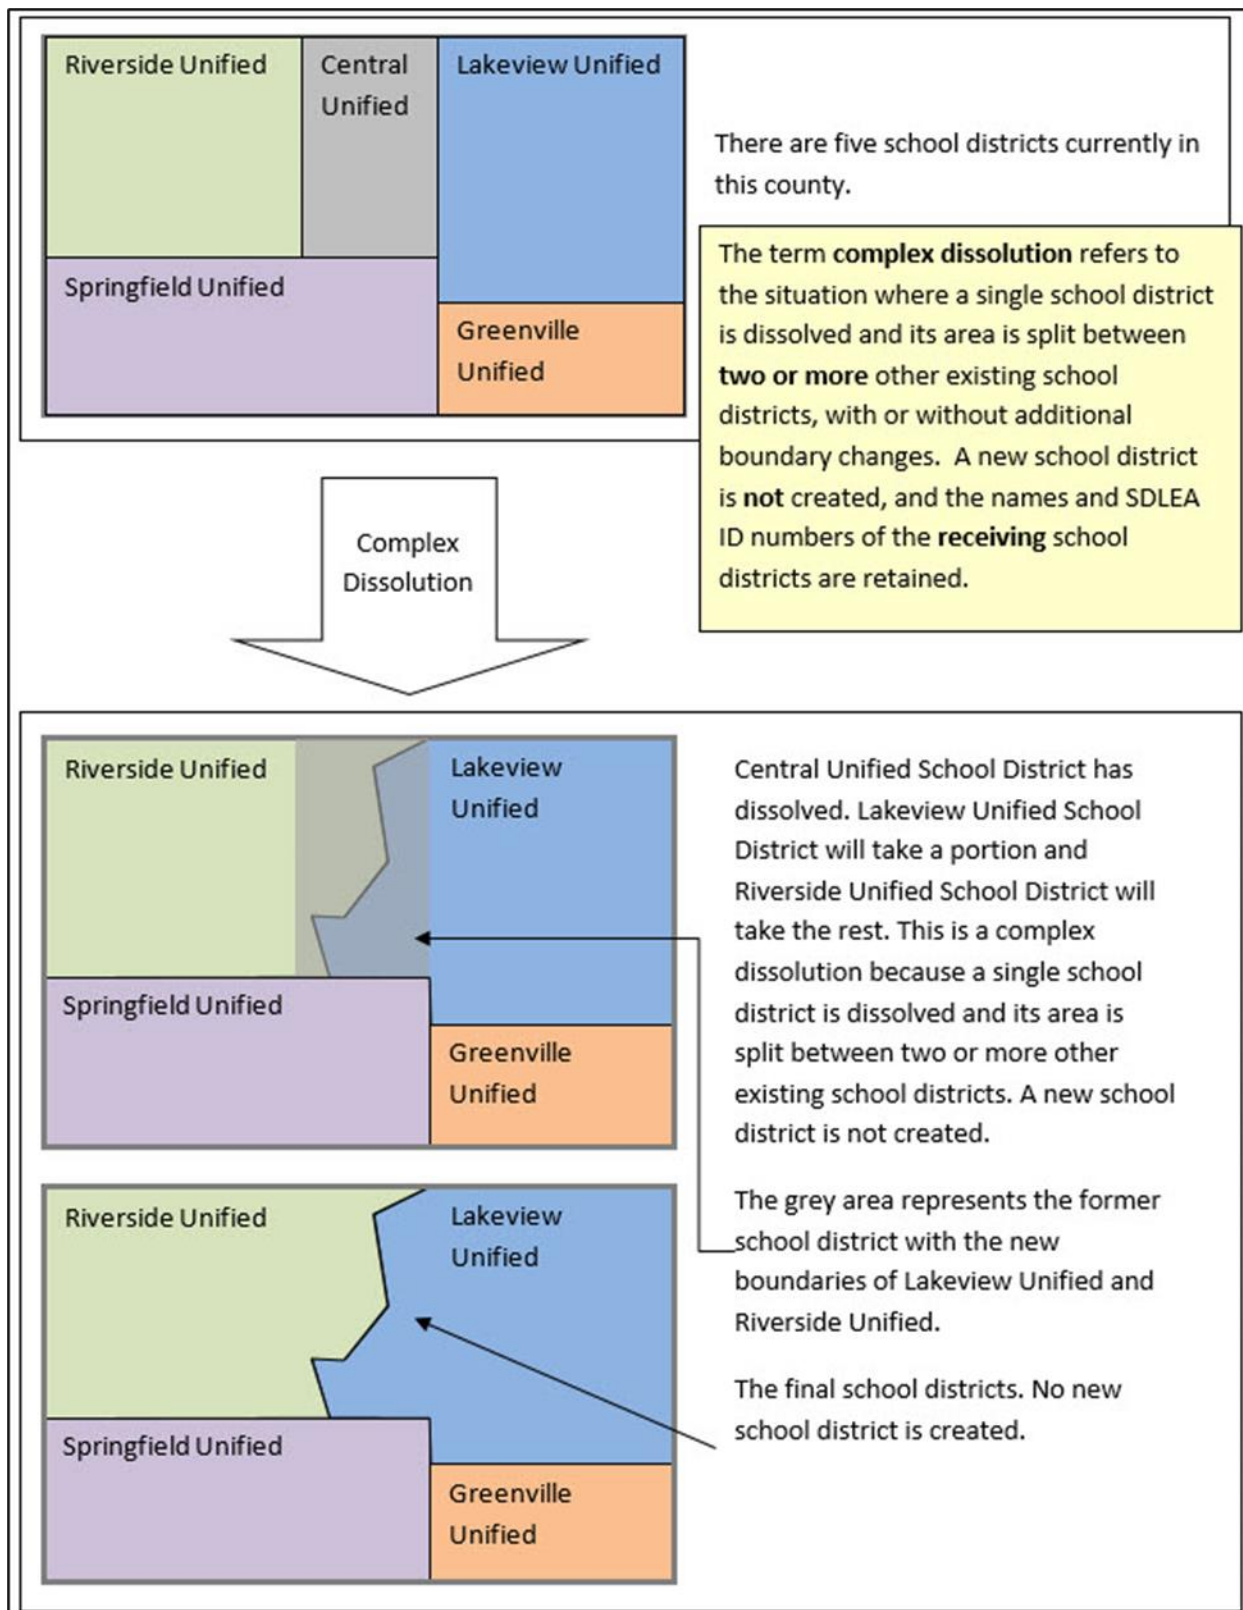 Riverside Unified
Central
Unified
Lakeview Unified
Springfield Unified
Greenville
Unified
There are five school districts currently in
this county.
The term complex dissolution refers to
the situation where a single school district
is dissolved and its area is split between
two or more other existing school
districts, with or without additional
boundary changes.  A new school district
is not created, and the names and SDLEA
ID numbers of the receiving school
districts are retained.
Complex
Dissolution
Riverside Unified
Lakeview
Unified
Springfield Unified
Greenville
Unified
Central Unified School District has
dissolved. Lakeview Unified School
District will take a portion and
Riverside Unified School District will
take the rest. This is a complex
dissolution because a single school
district is dissolved and its area is
split between two or more other
existing school districts. A new school
district is not created.
The grey area represents the former
school district with the new
boundaries of Lakeview Unified and
Riverside Unified.
Riverside Unified
Lakeview
Unified
Springfield Unified
Greenville
Unified
The final school districts. No new
school district is created.